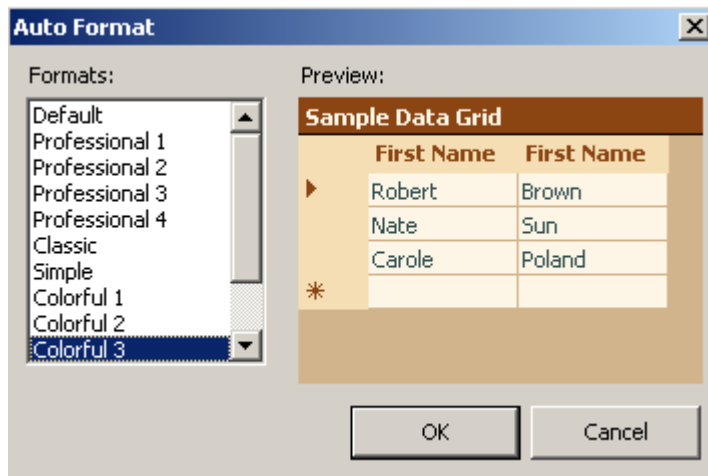 Auto Format
Formats:
Default
Professional 1
Professional 2
Professional 3
Professional 4
Classic
Simple
Colorful 1
Colorful 2
Colorful 3
Preview:
Sample Data Grid
First Name First Name
Robert Brown
Nate Sun
Carole Poland
OK Cancel